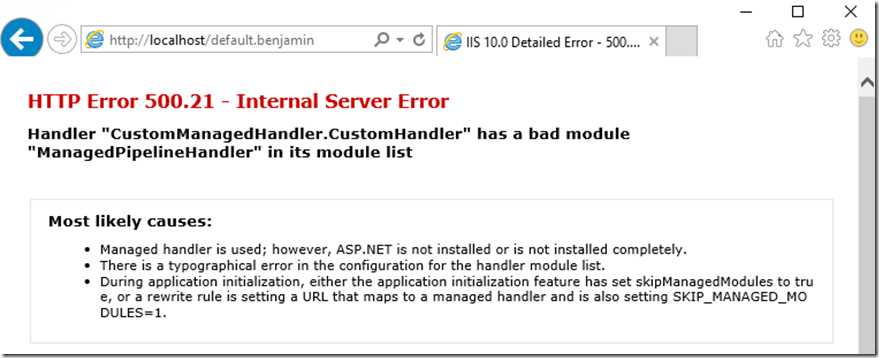 http://localhost/default.benjamin
IIS 10.0 Detailed Error - 500....
HTTP Error 500.21 - Internal Server Error
Handler "CustomManagedHandler.CustomHandler" has a bad module
"ManagedPipelineHandler" in its module list
Most likely causes:
• Managed handler is used; however, ASP.NET is not installed or is not installed completely.
• There is a typographical error in the configuration for the handler module list.
• During application initialization, either the application initialization feature has set skipManagedModules to tru
e, or a rewrite rule is setting a URL that maps to a managed handler and is also setting SKIP_MANAGED_MO
DULES=1.